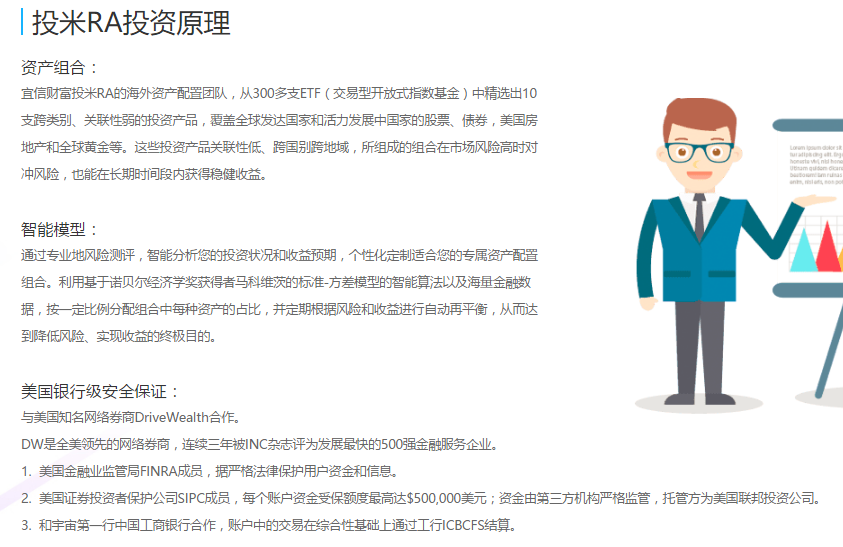 投米RA投资原理
资产组合：
宜信财富投米RA的海外资产配置团队，从300多支ETF（交易型开放式指数基金）中精选出10
支跨类别、关联性弱的投资产品，覆盖全球发达国家和活力发展中国家的股票、债券，美国房
地产和全球黄金等。这些投资产品关联性低、跨国别跨地域，所组成的组合在市场风险高时对
冲风险，也能在长期时间段内获得稳健收益。
智能模型：
通过专业地风险测评，智能分析您的投资状况和收益预期，个性化定制适合您的专属资产配置
组合。利用基于诺贝尔经济学奖获得者马科维茨的标准-方差模型的智能算法以及海量金融数
据，按一定比例分配组合中每种资产的占比，并定期根据风险和收益进行自动再平衡，从而达
到降低风险、实现收益的终极目的。
美国银行级安全保证：
与美国知名网络券商DriveWealth合作。
DW是全美领先的网络券商，连续三年被INC杂志评为发展最快的500强金融服务企业。
1. 美国金融业监管局FINRA成员，据严格法律保护用户资金和信息。
2. 美国证券投资者保护公司SIPC成员，每个账户资金受保额度最高达$500,000美元；资金由第三方机构严格监管，托管方为美国联邦投资公司。
3. 和宇宙第一行中国工商银行合作，账户中的交易在综合性基础上通过工行ICBCFS结算。